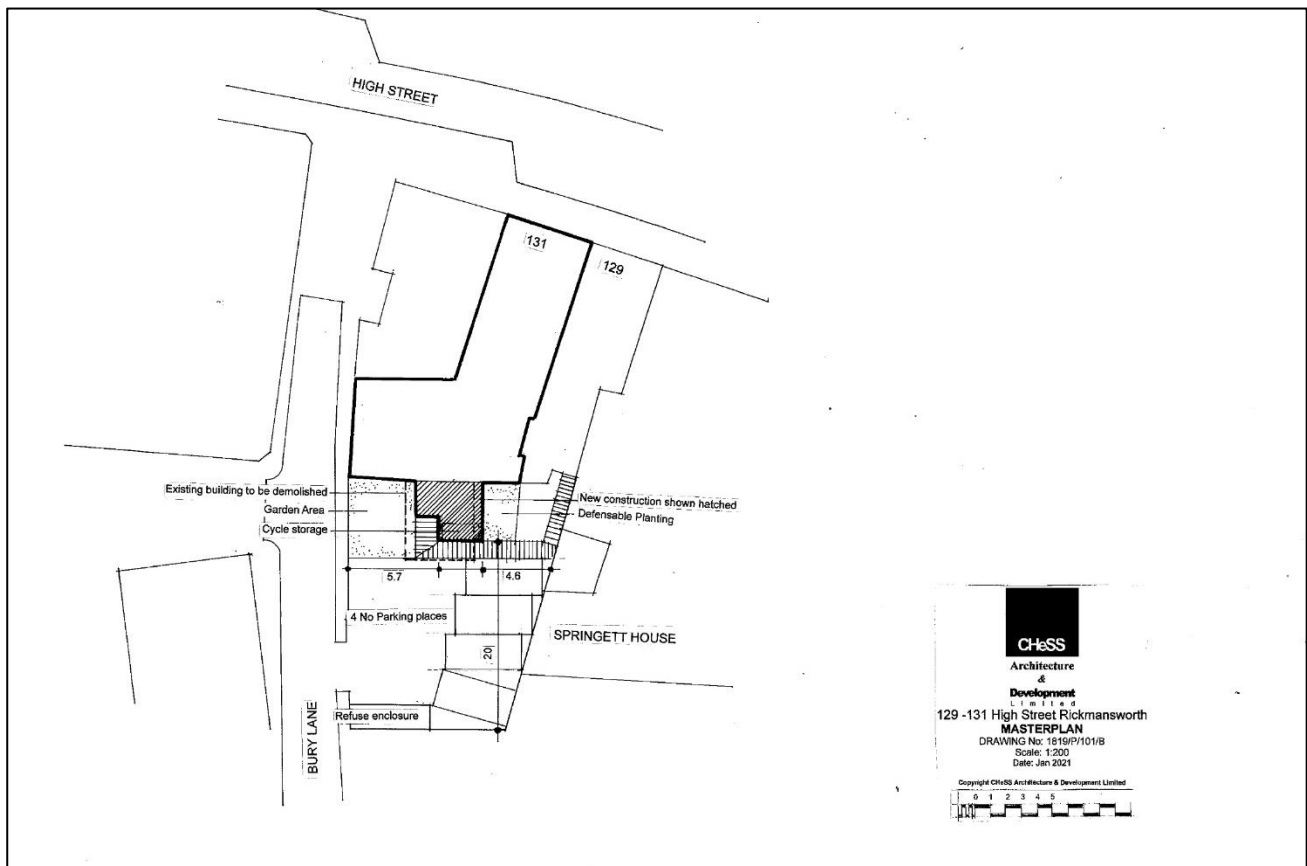 HIGH STREET
131
129
Existing building to be demolished
Garden Area
Cycle storage
New construction shown hatched
Defensable Planting
5.7
4.6
4 No Parking places
20
SPRINGETT HOUSE
Refuse enclosure
BURY LANE
CHeSS
Architecture
&
Development
Limited
129 -131 High Street Rickmansworth
MASTERPLAN
DRAWING No: 1819/P/101/B
Scale: 1:200
Date: Jan 2021
Copyright CHeSS Architecture & Development Limited
0 1 2 3 4 5